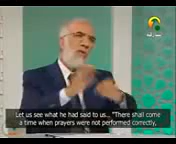 Let us see what he had said to us... "There shall
come a time when prayers were not performed correctly,